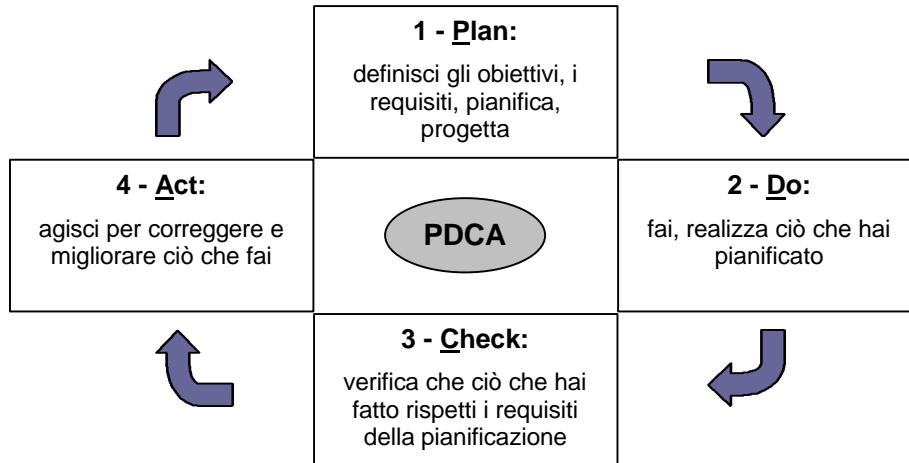 1 - Plan:
definisci gli obiettivi, i
requisiti, pianifica,
progetta
4 - Act:
agisci per correggere e
migliorare ciò che fai
PDCA
2 - Do:
fai, realizza ciò che hai
pianificato
3 - Check:
verifica che ciò che hai
fatto rispetti i requisiti
della pianificazione